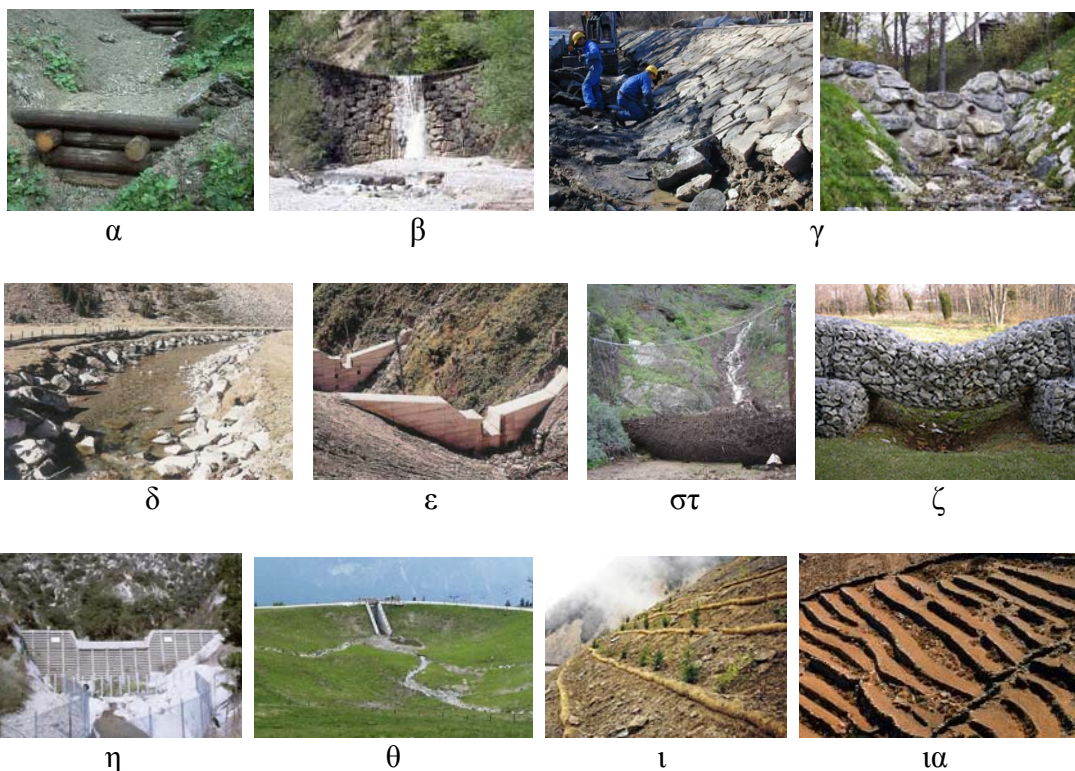 α β γ
δ ε στ ζ
η θ ι ια